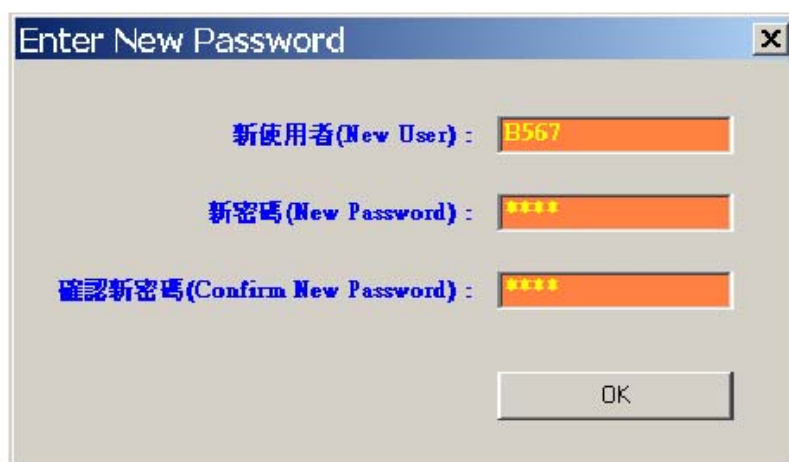 Enter New Password
新使用者(New User) : B567
新密碼(New Password) : ****
確認新密碼(Confirm New Password) : ****
OK